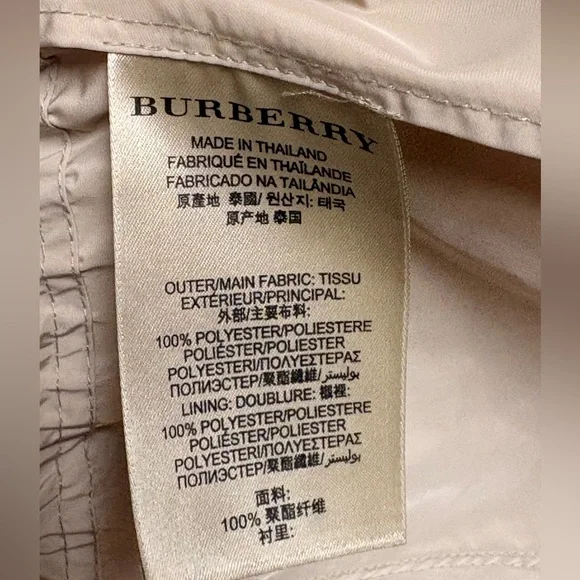 BURBERRY
MADE IN THAILAND
FABRIQUÉ EN THAÏLANDE
FABRICADO NA TAILÂNDIA
原產地 泰國/ 원산지: 태국
原产地 泰国
OUTER/MAIN FABRIC: TISSU
EXTÉRIEUR/PRINCIPAL:
外部/主要布料:
100% POLYESTER/POLIESTERE
POLIÉSTER/POLIESTER
POLYESTRI/ΠΟΛΥΕΣΤΕΡΑΣ
ПОЛИЭСТЕР/聚酯纖維/بوليستر
LINING: DOUBLURE: 襯裡:
100% POLYESTER/POLIESTERE
POLIÉSTER/POLIESTER
POLYESTRI/ΠΟΛΥΕΣΤΕΡΑΣ
ПОЛИЭСТЕР/聚酯纖維/بوليستر
面料:
100% 聚酯纤维
衬里: